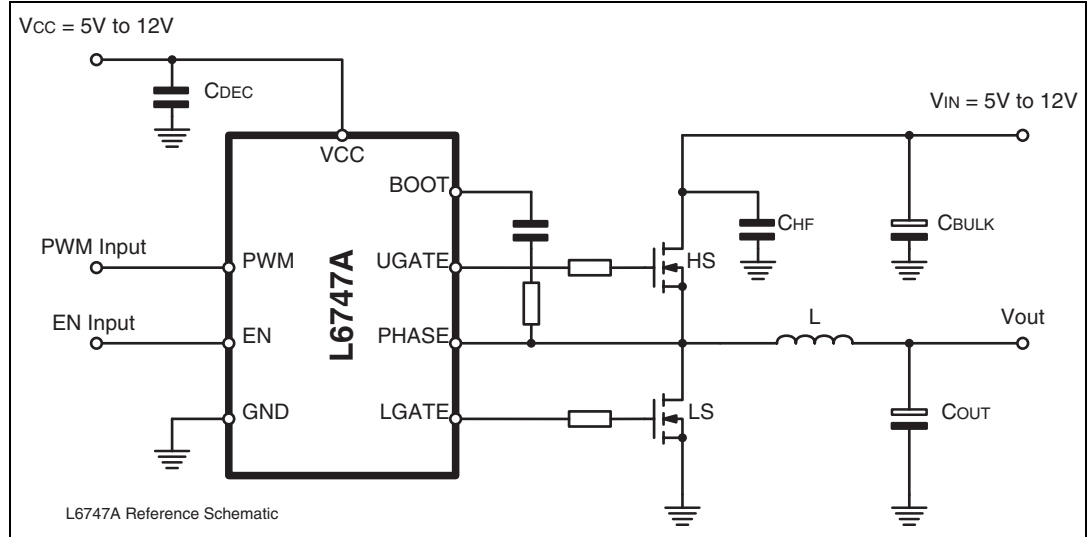 VCC = 5V to 12V
CDEC
VIN = 5V to 12V
VCC
BOOT
CHF
CBULK
PWM Input
PWM
UGATE
HS
L6747A
EN Input
EN
PHASE
L
Vout
GND
LGATE
LS
COUT
L6747A Reference Schematic